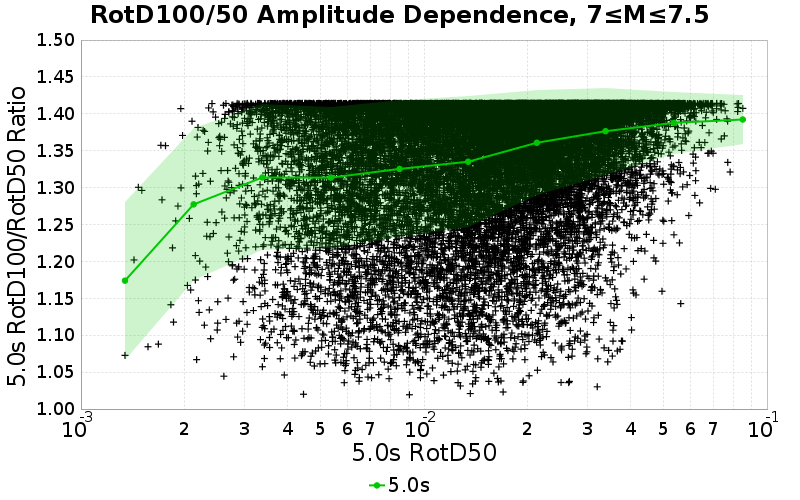 RotD100/50 Amplitude Dependence, 7≤M≤7.5
5.0s RotD100/RotD50 Ratio
1.50
1.45
1.40
1.35
1.30
1.25
1.20
1.15
1.10
1.05
1.00
10⁻³ 2 3 4 5 6 7 10⁻² 2 3 4 5 6 7 10⁻¹
5.0s RotD50
5.0s